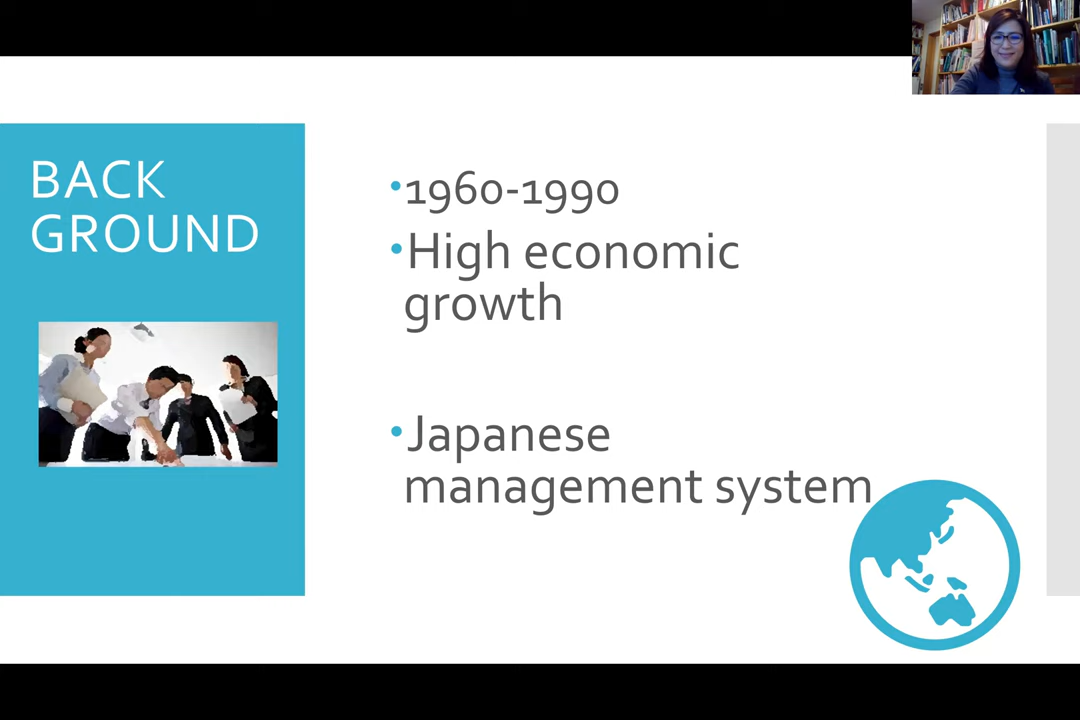 BACK
GROUND
•1960-1990
•High economic
growth
•Japanese
management system